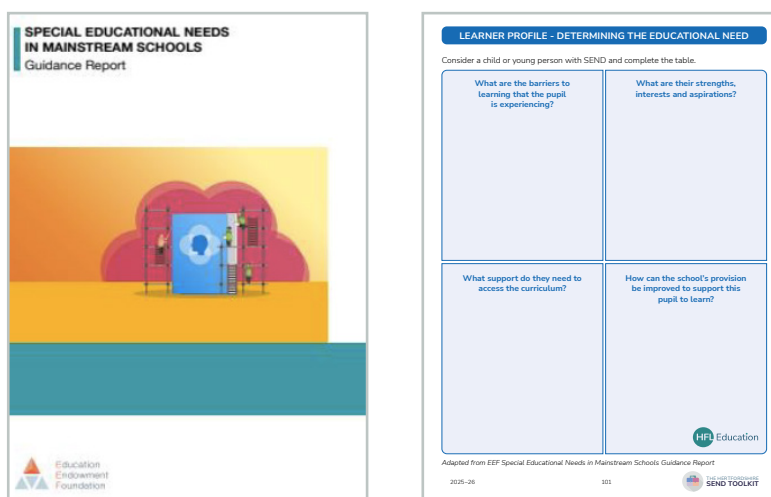 SPECIAL EDUCATIONAL NEEDS
IN MAINSTREAM SCHOOLS
Guidance Report
Education
Endowment
Foundation
LEARNER PROFILE - DETERMINING THE EDUCATIONAL NEED
Consider a child or young person with SEND and complete the table.
What are the barriers to
learning that the pupil
is experiencing?
What are their strengths,
interests and aspirations?
What support do they need to
access the curriculum?
How can the school's provision
be improved to support this
pupil to learn?
HFL Education
Adapted from EEF Special Educational Needs in Mainstream Schools Guidance Report
2025-26
101
THE HERTFORDSHIRE
SEND TOOLKIT